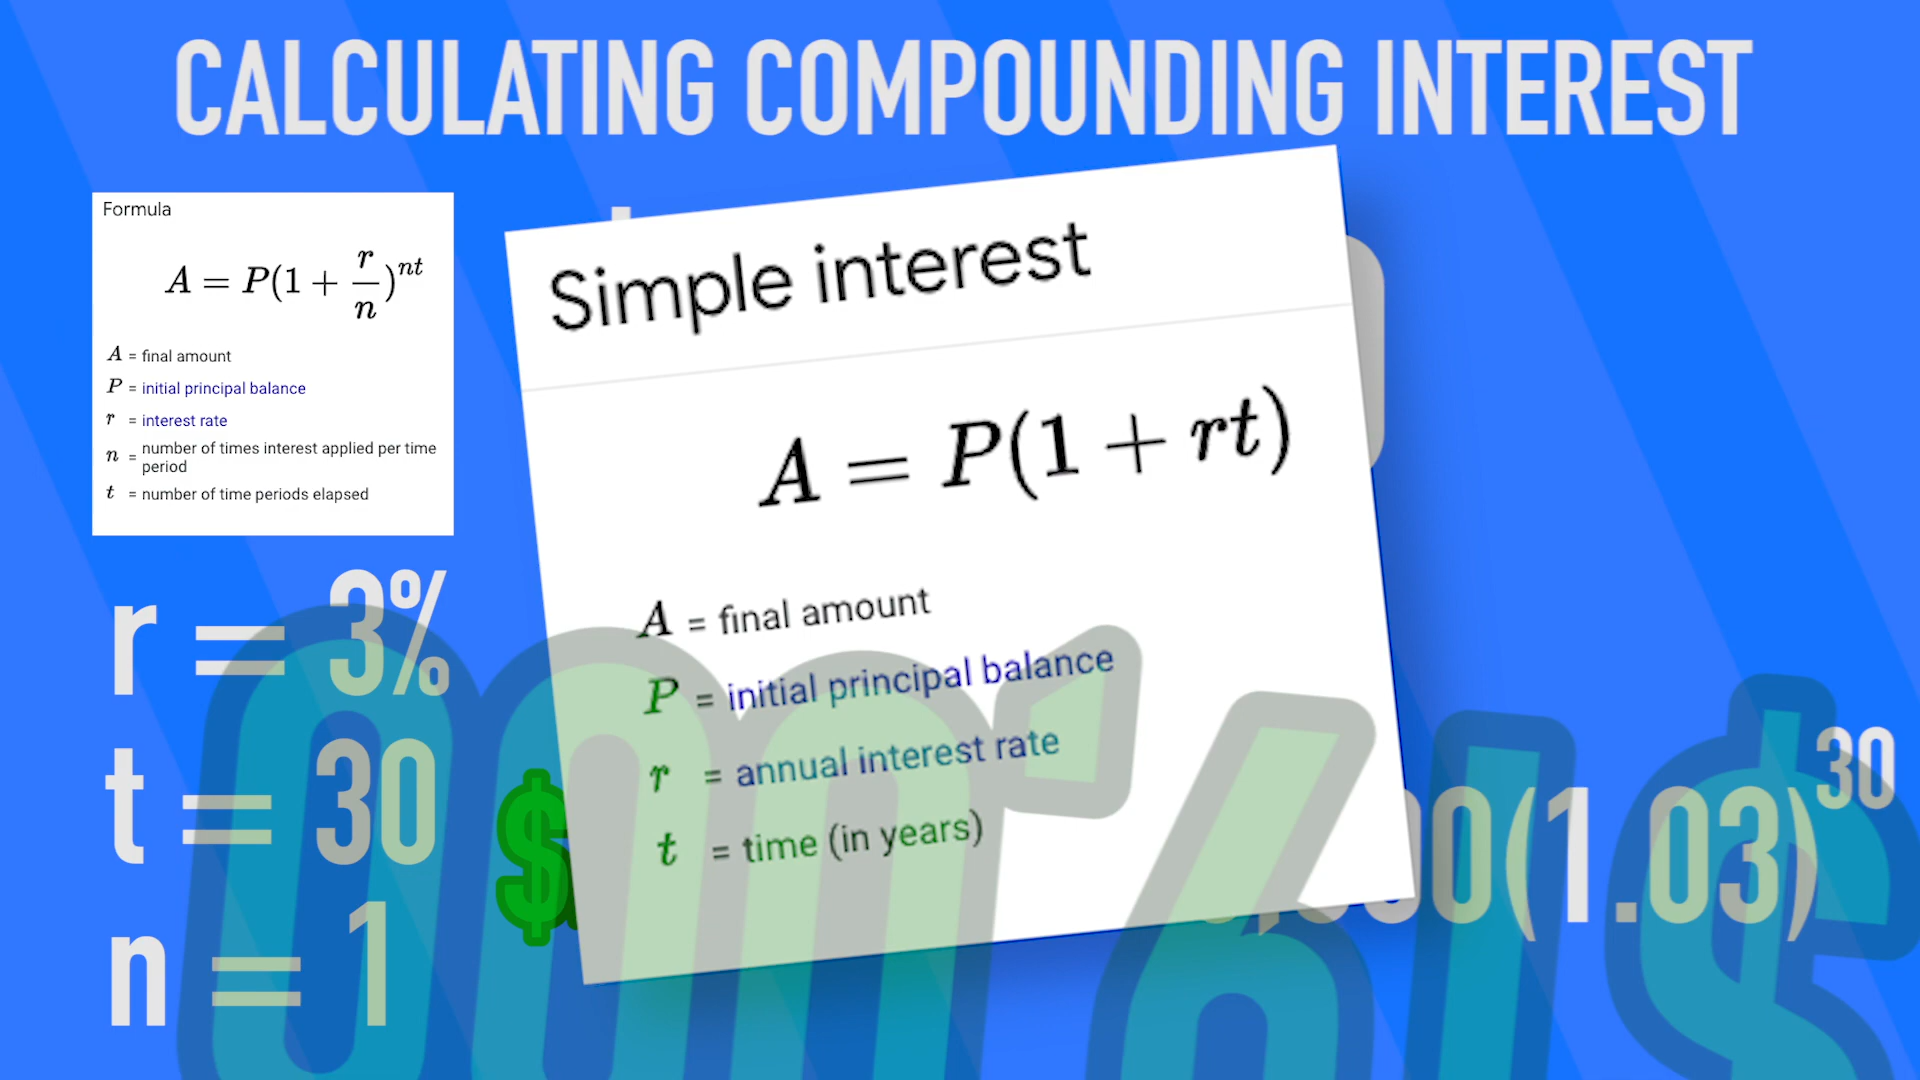 CALCULATING COMPOUNDING INTEREST
Formula
A = P(1 + r/n)^nt
A = final amount
P = initial principal balance
r = interest rate
n = number of times interest applied per time
period
t = number of time periods elapsed
Simple interest
A = P(1 + rt)
A = final amount
P = initial principal balance
r = annual interest rate
t = time (in years)
r = 3%
t = 30
n = 1
$
0(1.03)^30